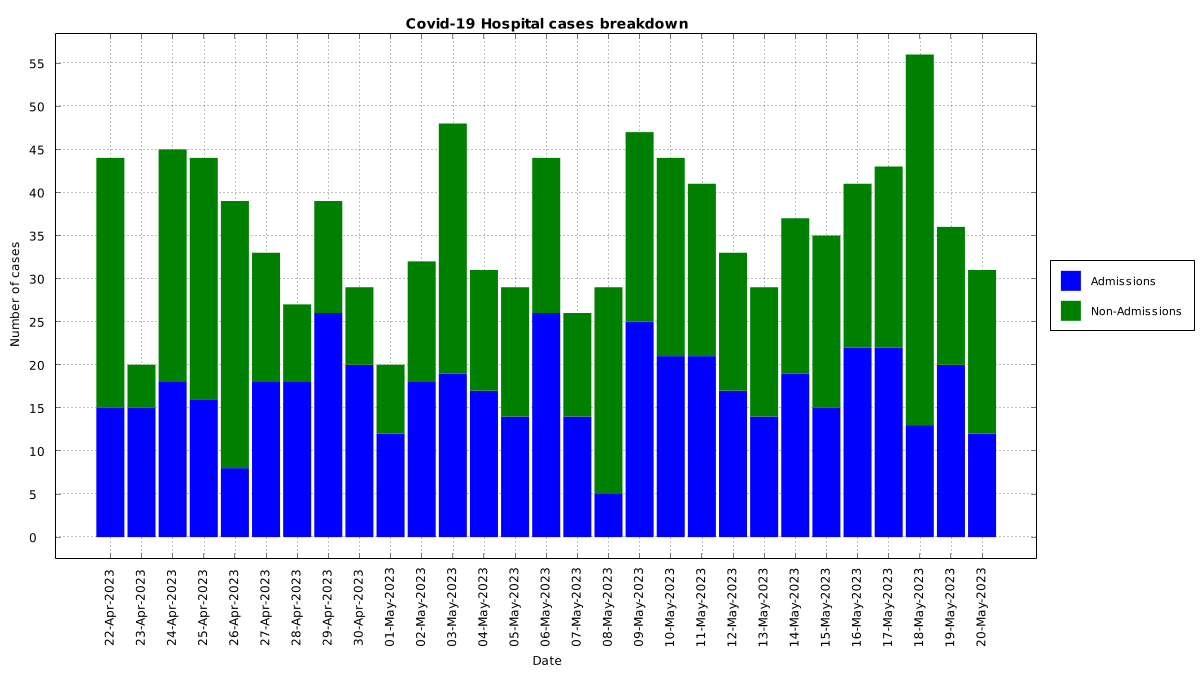 Covid-19 Hospital cases breakdown
55
50
45
40
35
30
25
20
15
10
5
0
Number of cases
Admissions
Non-Admissions
22-Apr-2023
23-Apr-2023
24-Apr-2023
25-Apr-2023
26-Apr-2023
27-Apr-2023
28-Apr-2023
29-Apr-2023
30-Apr-2023
01-May-2023
02-May-2023
03-May-2023
04-May-2023
05-May-2023
06-May-2023
07-May-2023
08-May-2023
09-May-2023
10-May-2023
11-May-2023
12-May-2023
13-May-2023
14-May-2023
15-May-2023
16-May-2023
17-May-2023
18-May-2023
19-May-2023
20-May-2023
Date